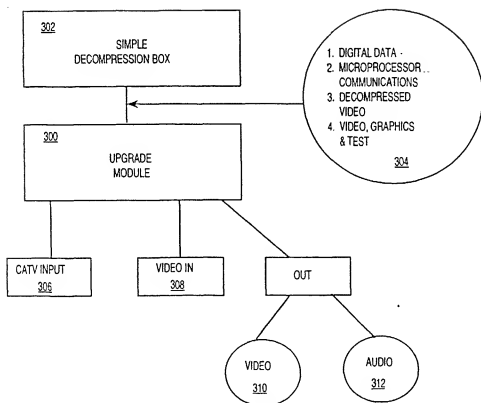 302
SIMPLE
DECOMPRESSION BOX
1. DIGITAL DATA
2. MICROPROCESSOR
COMMUNICATIONS
3. DECOMPRESSED
VIDEO
4. VIDEO, GRAPHICS
& TEST
304
300
UPGRADE
MODULE
CATV INPUT
306
VIDEO IN
308
OUT
VIDEO
310
AUDIO
312